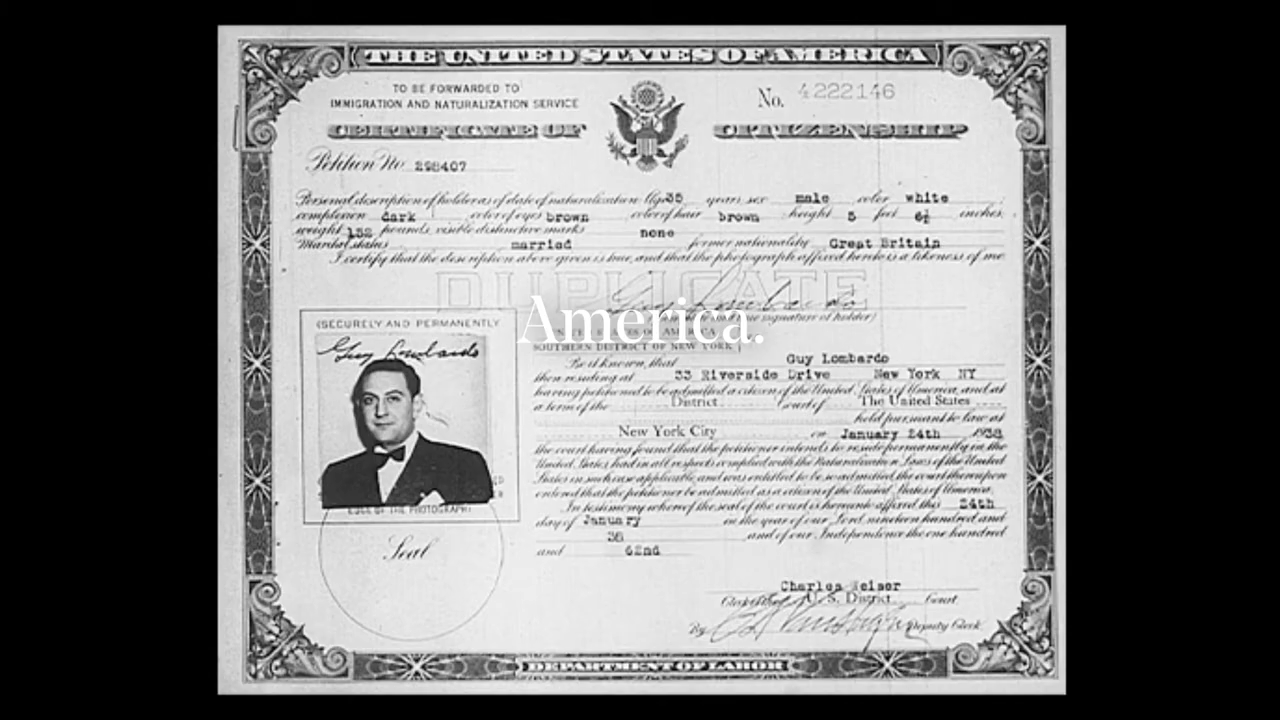 THE UNITED STATES OF AMERICA
TO BE FORWARDED TO
IMMIGRATION AND NATURALIZATION SERVICE
No. 4222146
CERTIFICATE OF CITIZENSHIP
Petition No 298407
Personal description of holder as of date of naturalization: Age 35 years sex male color white
complexion dark color of eyes brown color of hair brown height 5 feet 6½ inches,
weight 152 pounds, visible distinctive marks none
Marital status married former nationality Great Britain
I certify that the description above given is true, and that the photograph affixed hereto is a likeness of me
DUPLICATE
Guy Lombardo
America.
true signature of holder)
(SECURELY AND PERMANENTLY
Guy Lombardo
EDGE OF THE PHOTOGRAPH)
Seal
UNITED STATES OF AMERICA
SOUTHERN DISTRICT OF NEW YORK
Be it known, that Guy Lombardo
then residing at 33 Riverside Drive New York NY
having petitioned to be admitted a citizen of the United States of America, and at
a term of the District Court of The United States
held pursuant to law at
New York City on January 24th 1938
the court having found that the petitioner intends to reside permanently in the
United States, had in all respects complied with the Naturalization Laws of the United
States in such case applicable, and was entitled to be so admitted, the court thereupon
ordered that the petitioner be admitted as a citizen of the United States of America.
In testimony whereof the seal of the court is hereunto affixed this 24th
day of January in the year of our Lord nineteen hundred and
38 and of our Independence the one hundred
and 62nd
Charles Weiser
Clerk of the U. S. District Court
By Deputy Clerk.
DEPARTMENT OF LABOR